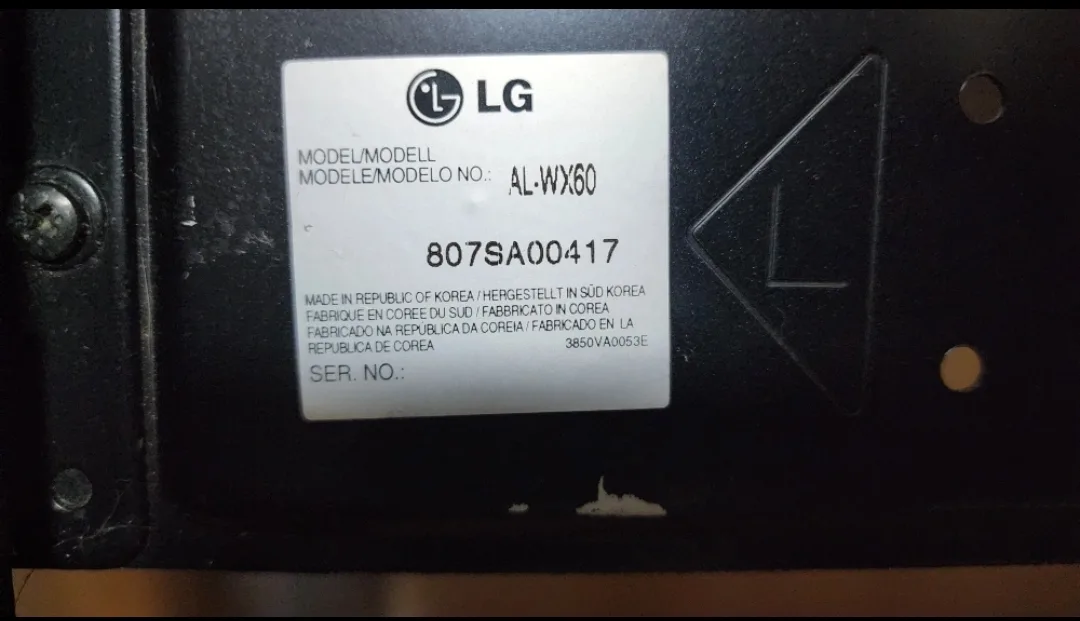 LG
MODEL/MODELL
MODELE/MODELO NO.: AL-WX60
807SA00417
MADE IN REPUBLIC OF KOREA / HERGESTELLT IN SÜD KOREA
FABRIQUE EN COREE DU SUD / FABBRICATO IN COREA
FABRICADO NA REPÚBLICA DA COREIA / FABRICADO EN LA
REPUBLICA DE COREA 3850VA0053E
SER. NO.:
L